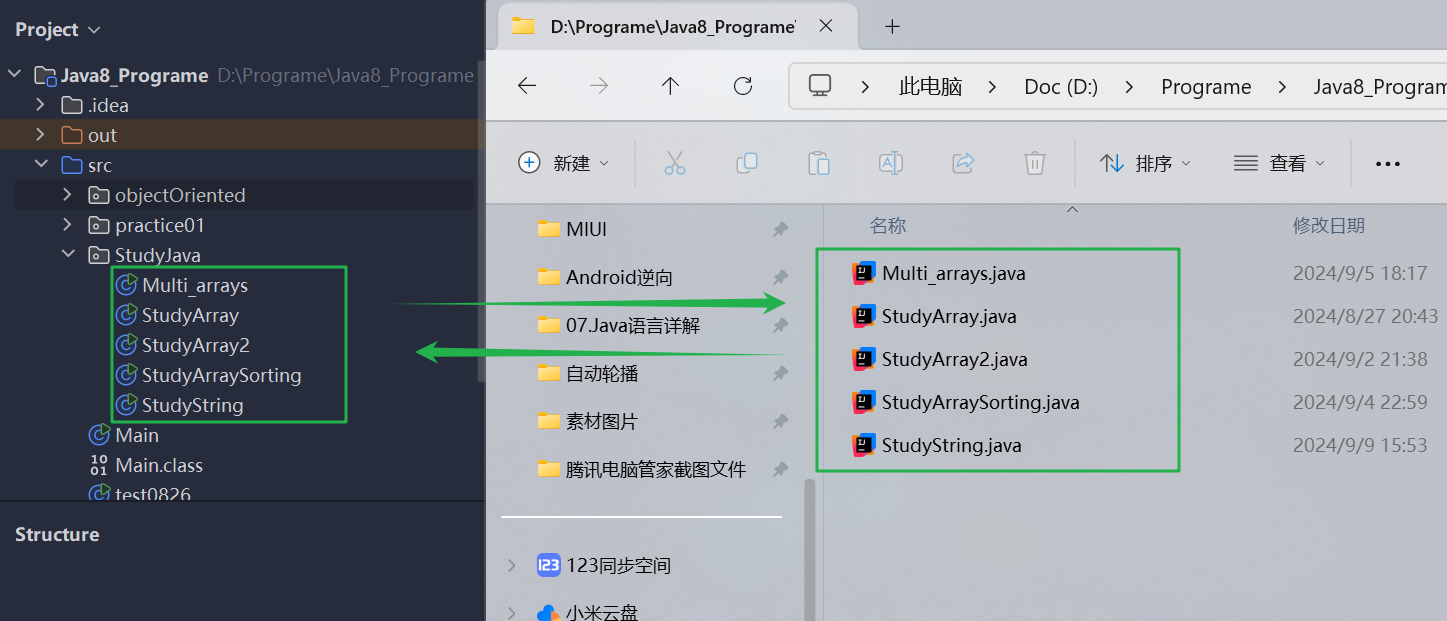 Project
Java8_Programe D:\Programe\Java8_Programe
.idea
out
src
objectOriented
practice01
StudyJava
Multi_arrays
StudyArray
StudyArray2
StudyArraySorting
StudyString
Main
Main.class
test0826
Structure
D:\Programe\Java8_Programe\
此电脑 > Doc (D:) > Programe > Java8_Program
新建
排序
查看
MIUI
Android逆向
07.Java语言详解
自动轮播
素材图片
腾讯电脑管家截图文件
123同步空间
小米云盘
名称 修改日期
Multi_arrays.java 2024/9/5 18:17
StudyArray.java 2024/8/27 20:43
StudyArray2.java 2024/9/2 21:38
StudyArraySorting.java 2024/9/4 22:59
StudyString.java 2024/9/9 15:53